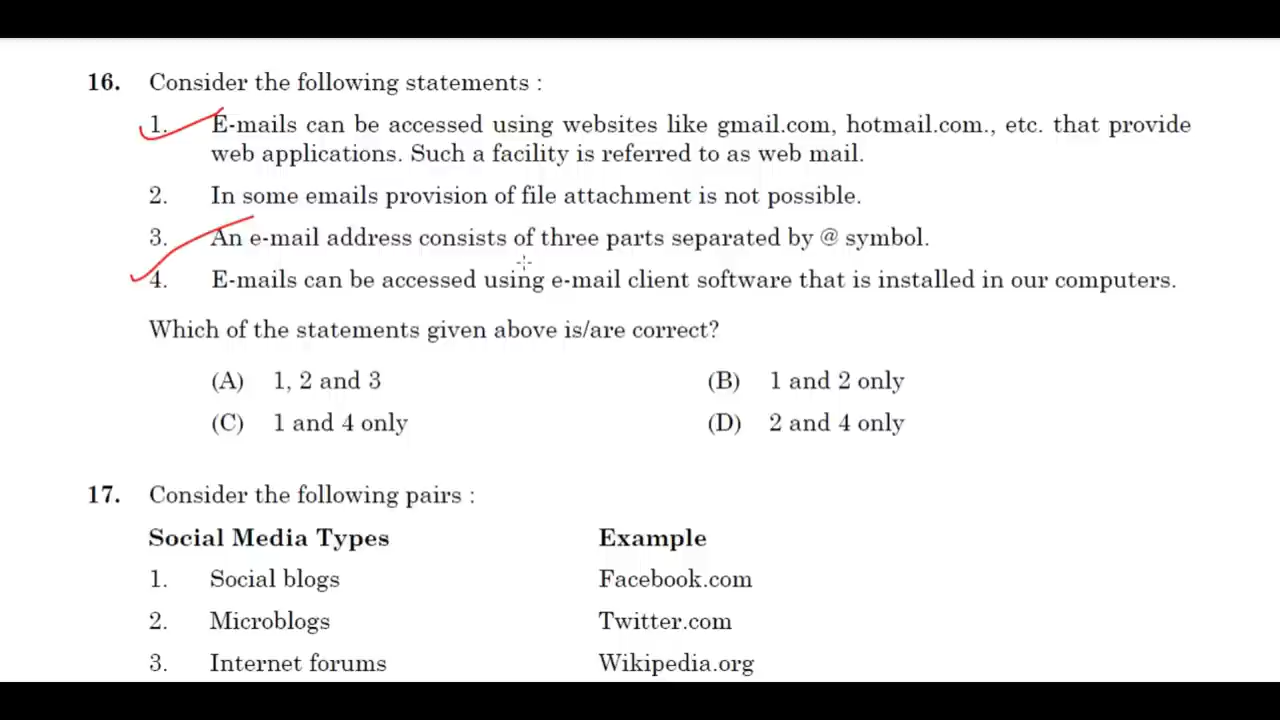 16. Consider the following statements :
1. E-mails can be accessed using websites like gmail.com, hotmail.com., etc. that provide
web applications. Such a facility is referred to as web mail.
2. In some emails provision of file attachment is not possible.
3. An e-mail address consists of three parts separated by @ symbol.
4. E-mails can be accessed using e-mail client software that is installed in our computers.
Which of the statements given above is/are correct?
(A) 1, 2 and 3 (B) 1 and 2 only
(C) 1 and 4 only (D) 2 and 4 only
17. Consider the following pairs :
Social Media Types Example
1. Social blogs Facebook.com
2. Microblogs Twitter.com
3. Internet forums Wikipedia.org